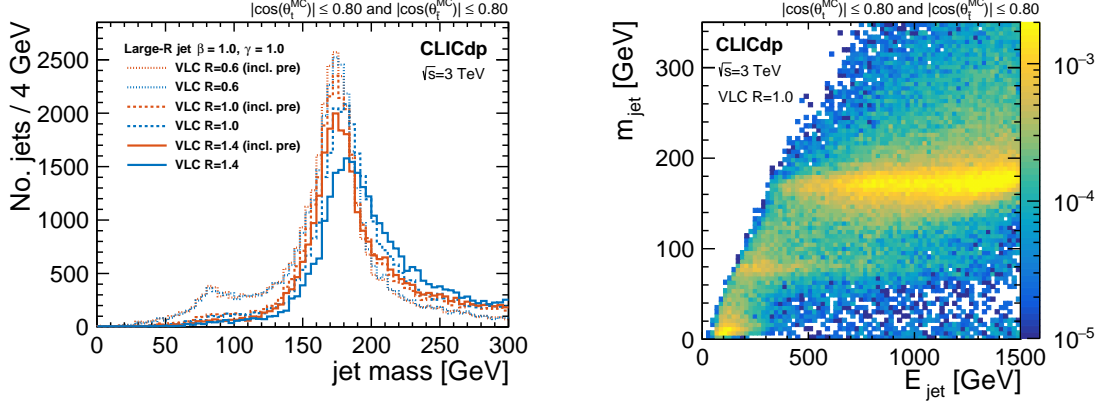 |cos(θ_t^MC)| ≤ 0.80 and |cos(θ_t̄^MC)| ≤ 0.80
No. jets / 4 GeV
2500
2000
1500
1000
500
0
Large-R jet β = 1.0, γ = 1.0
VLC R=0.6 (incl. pre)
VLC R=0.6
VLC R=1.0 (incl. pre)
VLC R=1.0
VLC R=1.4 (incl. pre)
VLC R=1.4
CLICdp
√s=3 TeV
0 50 100 150 200 250 300
jet mass [GeV]
|cos(θ_t^MC)| ≤ 0.80 and |cos(θ_t̄^MC)| ≤ 0.80
m_jet [GeV]
300
200
100
0
CLICdp
√s=3 TeV
VLC R=1.0
0 500 1000 1500
E_jet [GeV]
10⁻³
10⁻⁴
10⁻⁵